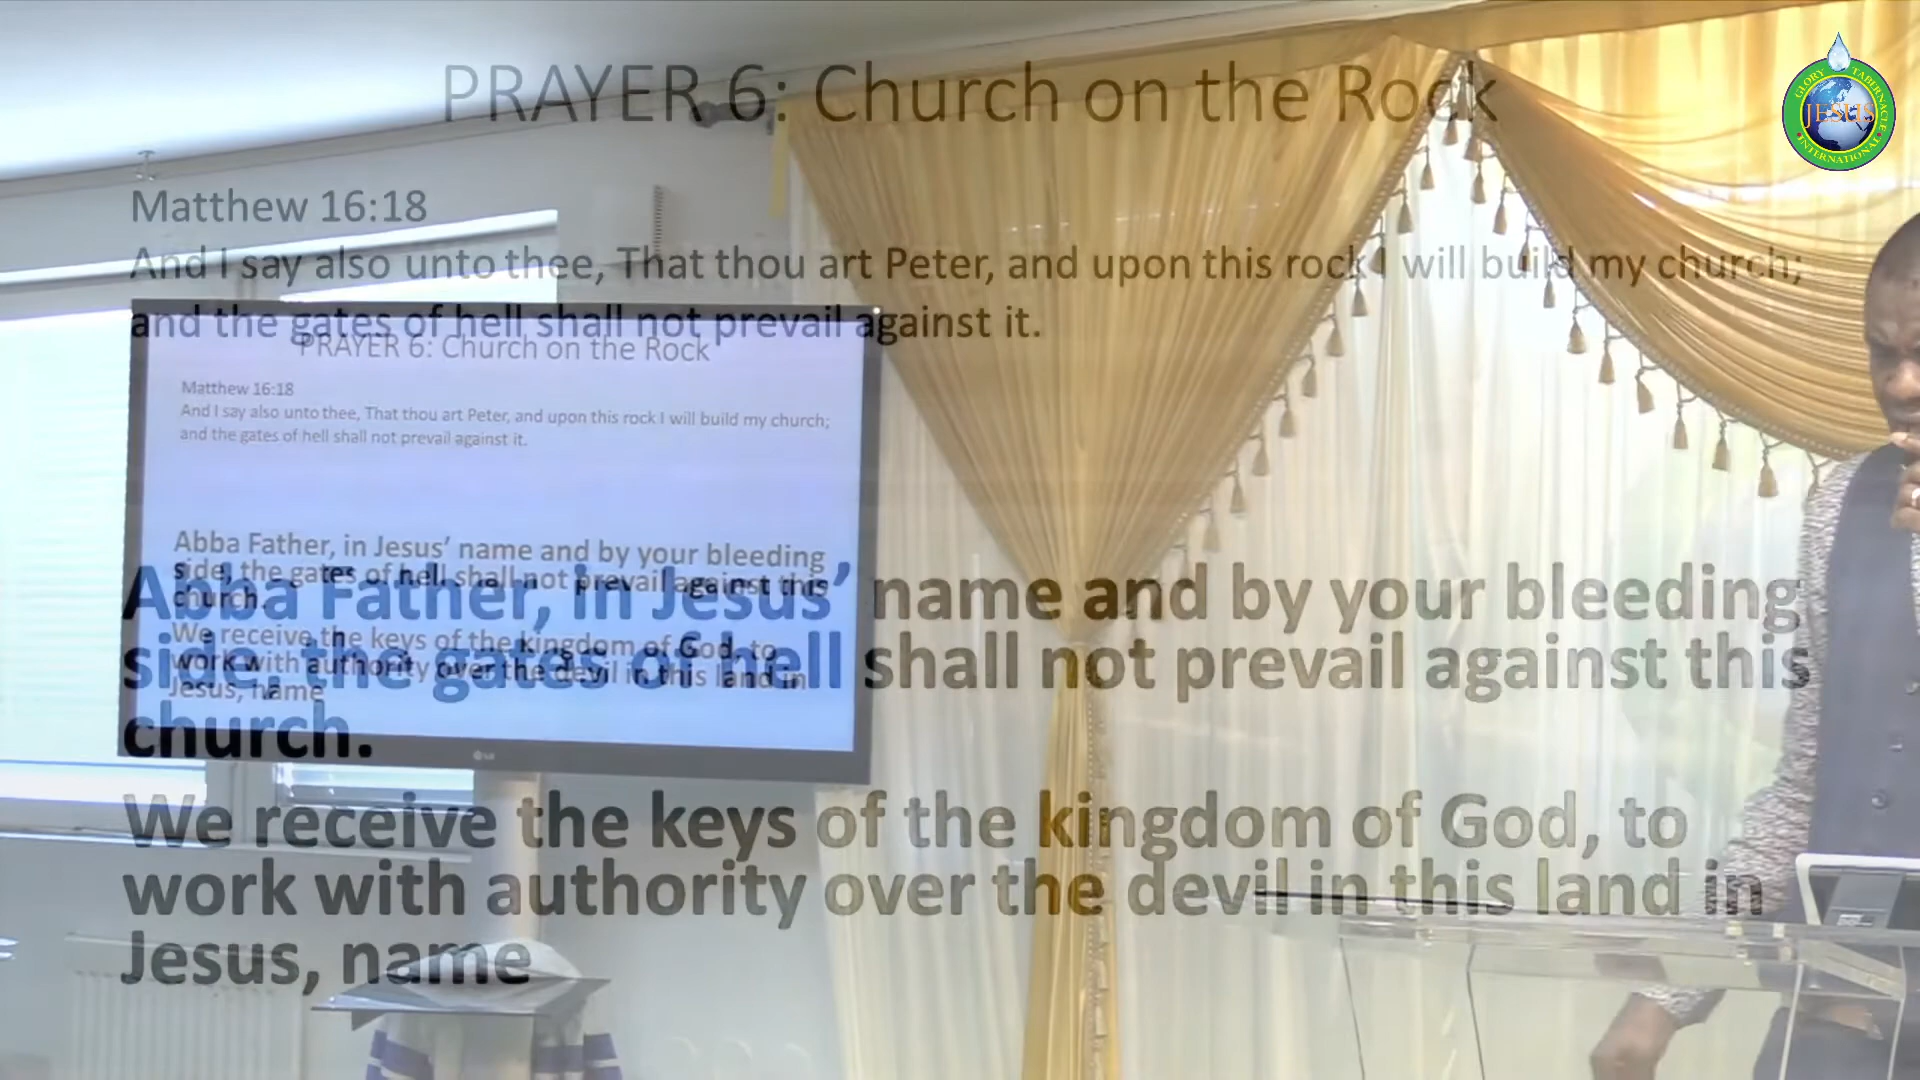 PRAYER 6: Church on the Rock
Matthew 16:18
And I say also unto thee, That thou art Peter, and upon this rock I will build my church;
and the gates of hell shall not prevail against it.
Abba Father, in Jesus’ name and by your bleeding
side, the gates of hell shall not prevail against this
church.
We receive the keys of the kingdom of God, to
work with authority over the devil in this land in
Jesus, name
PRAYER 6: Church on the Rock
Matthew 16:18
And I say also unto thee, That thou art Peter, and upon this rock I will build my church;
and the gates of hell shall not prevail against it.
Abba Father, in Jesus’ name and by your bleeding
side, the gates of hell shall not prevail against this
church.
We receive the keys of the kingdom of God, to
work with authority over the devil in this land in
Jesus, name
LG
GLORY TABERNACLE
JESUS
INTERNATIONAL